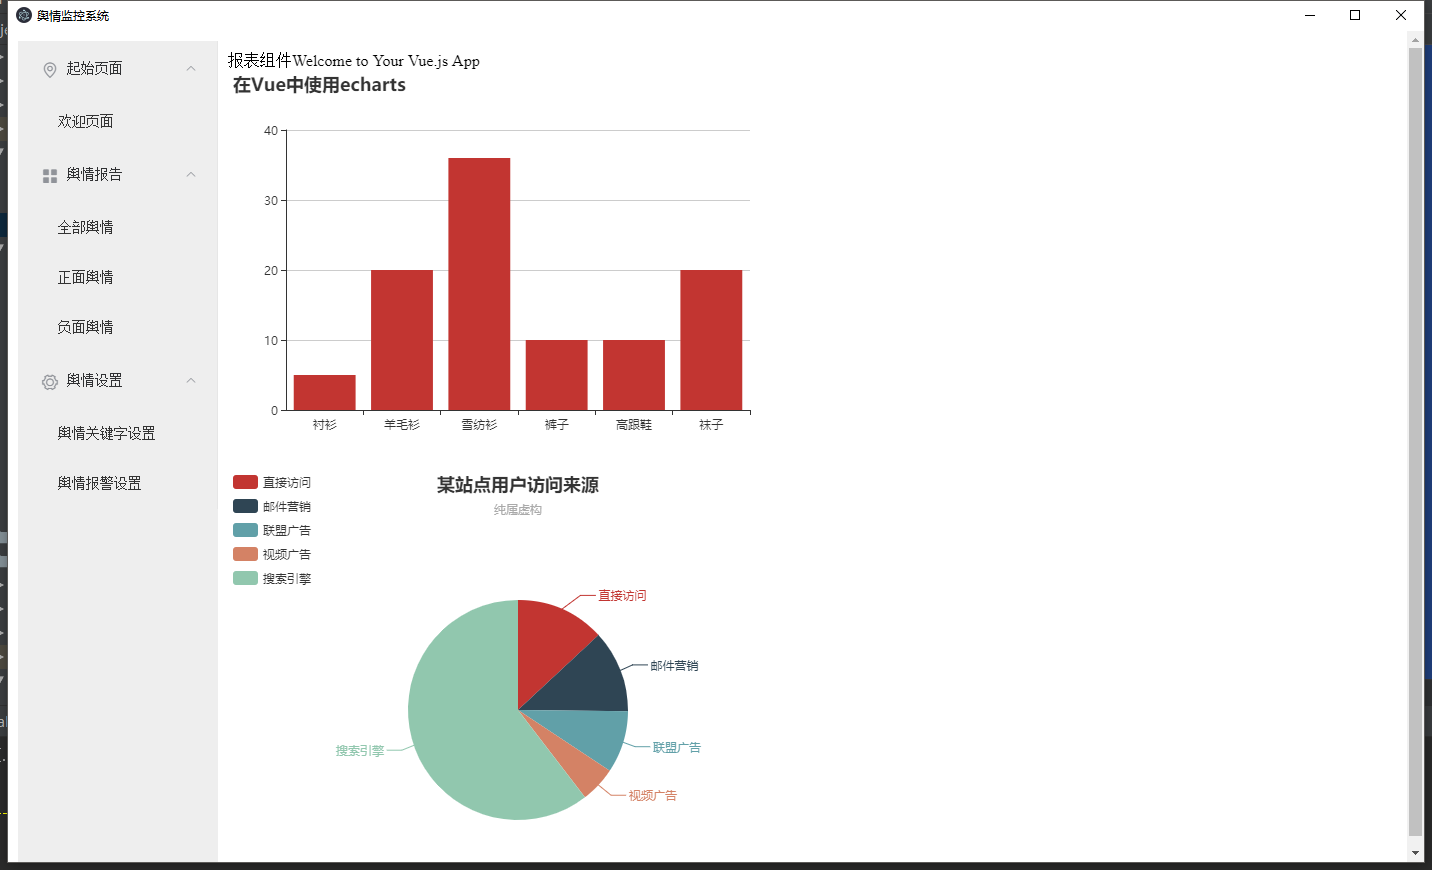 舆情监控系统
起始页面
欢迎页面
舆情报告
全部舆情
正面舆情
负面舆情
舆情设置
舆情关键字设置
舆情报警设置
报表组件Welcome to Your Vue.js App
在Vue中使用echarts
40
30
20
10
0
衬衫
羊毛衫
雪纺衫
裤子
高跟鞋
袜子
直接访问
邮件营销
联盟广告
视频广告
搜索引擎
某站点用户访问来源
纯属虚构
直接访问
邮件营销
联盟广告
视频广告
搜索引擎